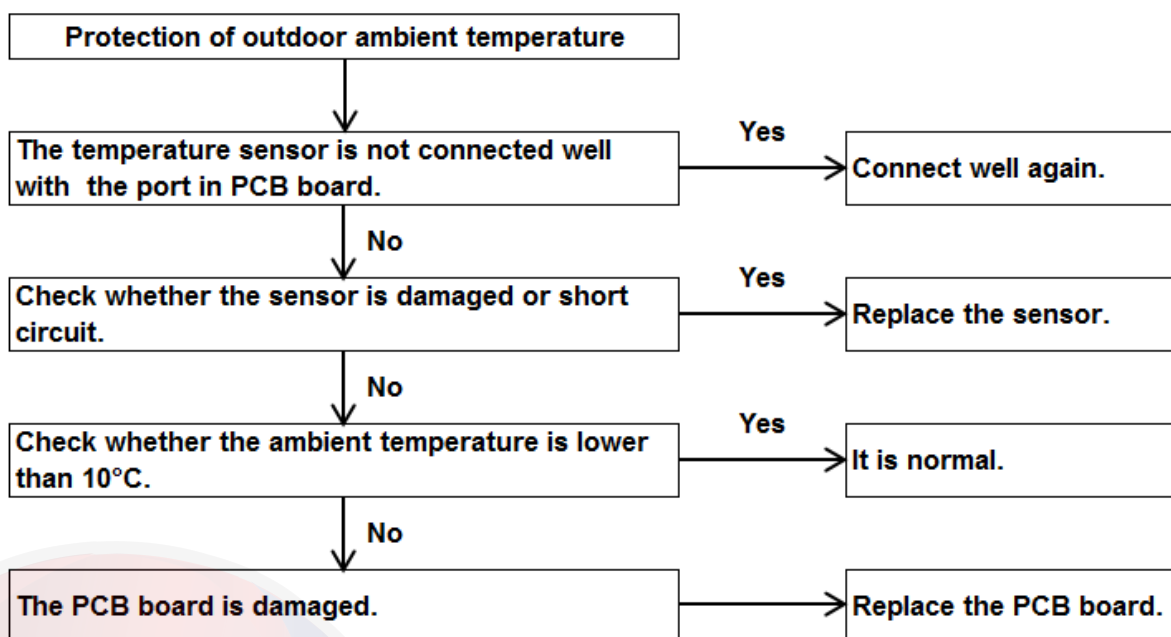 Protection of outdoor ambient temperature
The temperature sensor is not connected well
with the port in PCB board.
Yes
Connect well again.
No
Check whether the sensor is damaged or short
circuit.
Yes
Replace the sensor.
No
Check whether the ambient temperature is lower
than 10°C.
Yes
It is normal.
No
The PCB board is damaged.
Replace the PCB board.